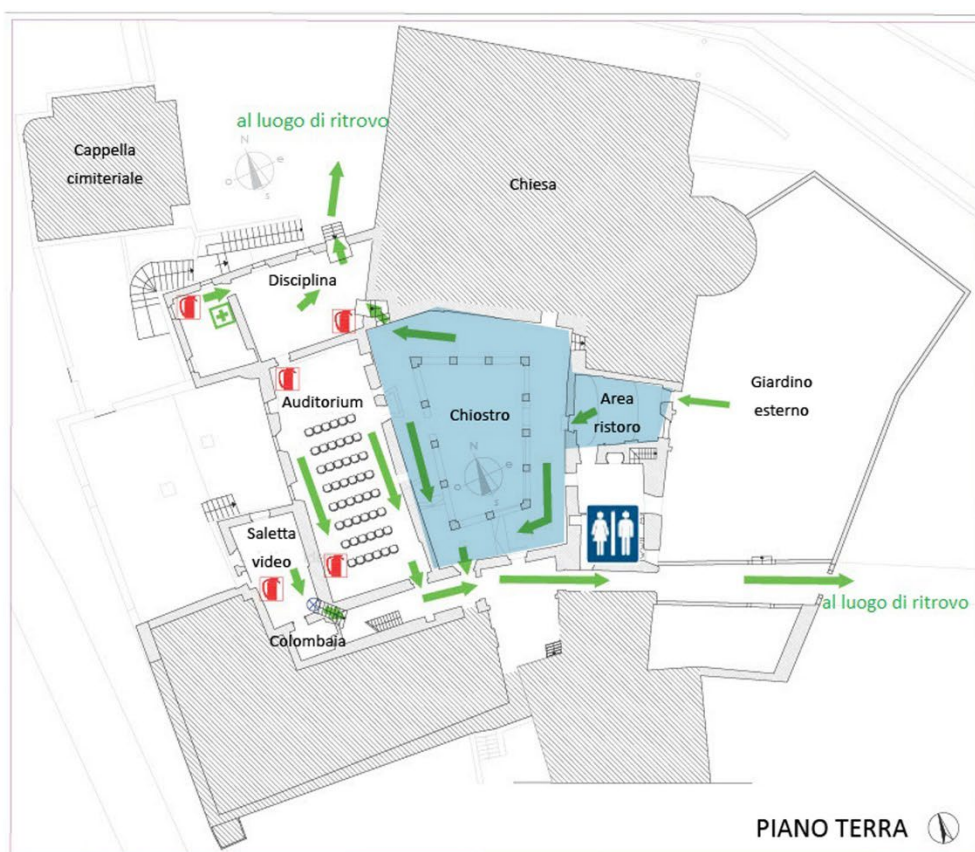 al luogo di ritrovo
Cappella
cimiteriale
N
e
o
s
Chiesa
Disciplina
Auditorium
Chiostro
Area
ristoro
Giardino
esterno
N
e
o
s
Saletta
video
Colombaia
al luogo di ritrovo
PIANO TERRA